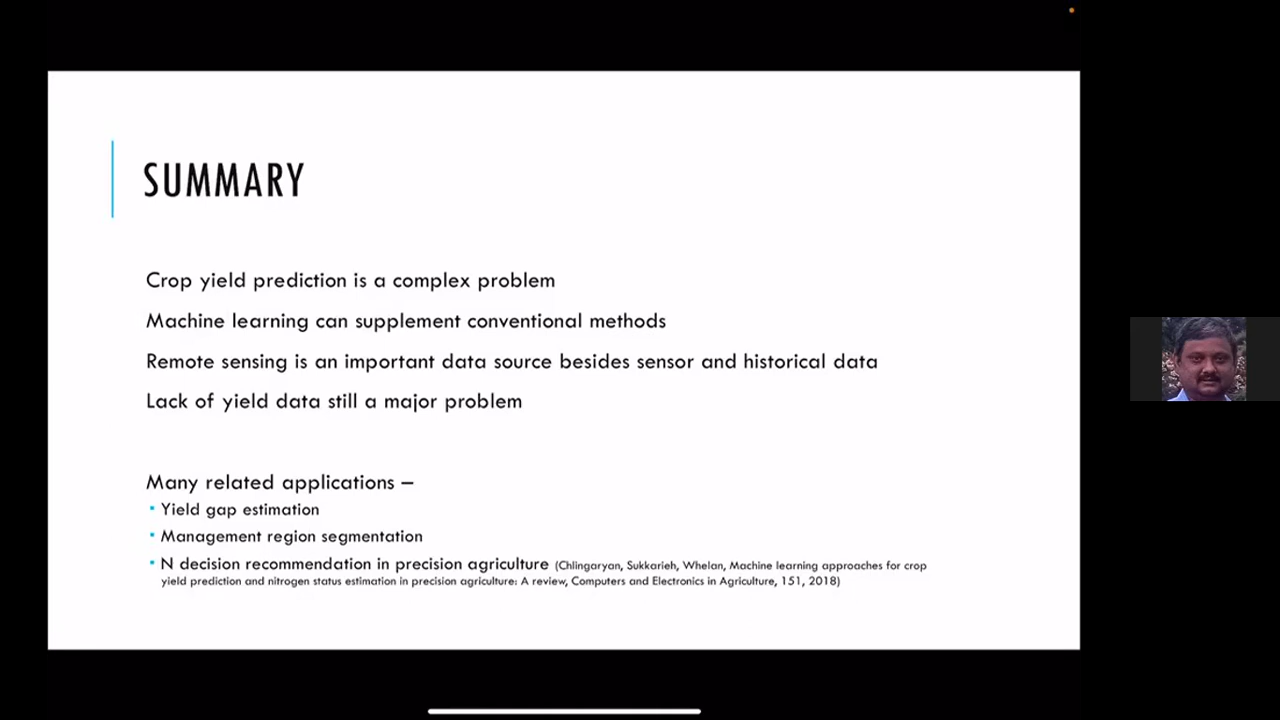 SUMMARY
Crop yield prediction is a complex problem
Machine learning can supplement conventional methods
Remote sensing is an important data source besides sensor and historical data
Lack of yield data still a major problem
Many related applications –
▪ Yield gap estimation
▪ Management region segmentation
▪ N decision recommendation in precision agriculture (Chlingaryan, Sukkarieh, Whelan, Machine learning approaches for crop
yield prediction and nitrogen status estimation in precision agriculture: A review, Computers and Electronics in Agriculture, 151, 2018)